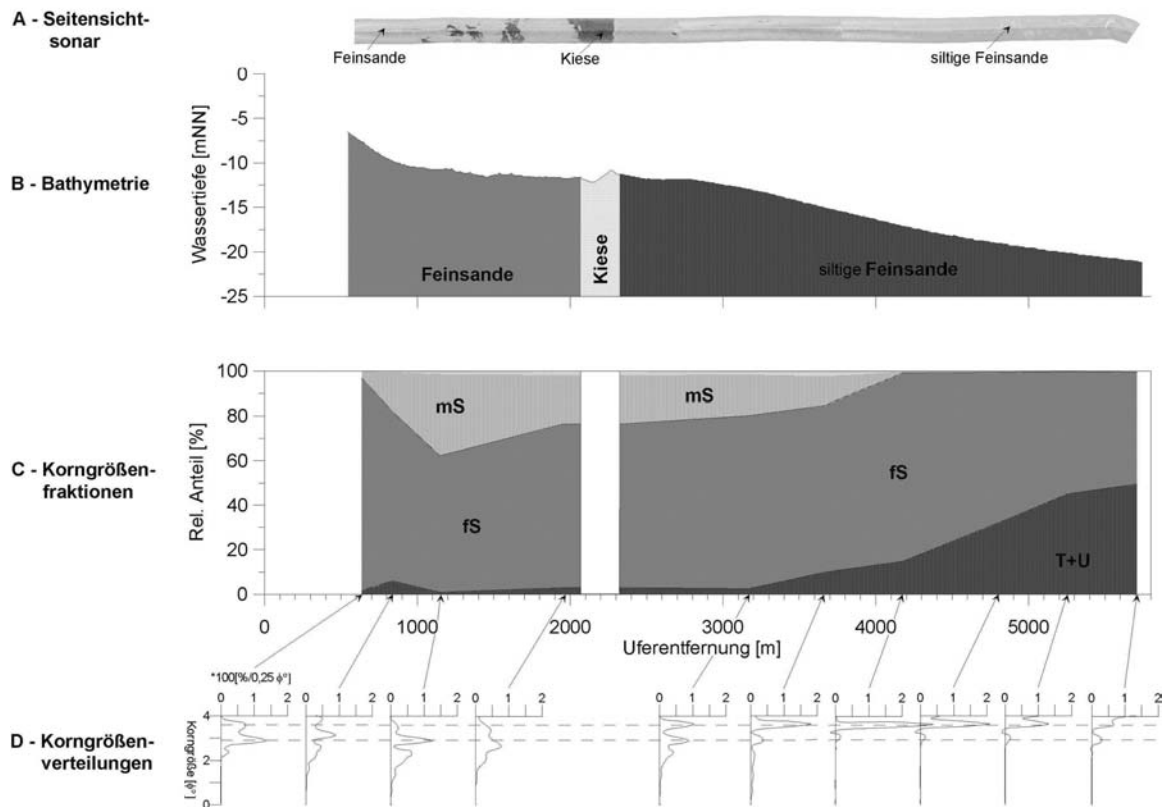 A - Seitensicht-
sonar
Feinsande
Kiese
siltige Feinsande
B - Bathymetrie
Wassertiefe [mNN]
0
-5
-10
-15
-20
-25
Feinsande
Kiese
siltige Feinsande
C - Korngrößen-
fraktionen
Rel. Anteil [%]
100
80
60
40
20
0
mS
fS
mS
fS
T+U
0 1000 2000 3000 4000 5000
Uferentfernung [m]
D - Korngrößen-
verteilungen
*100[%/0,25 ϕ°]
Korngröße [ϕ°]
0 1 2 0 1 2 0 1 2 0 1 2 0 1 2 0 1 2 0 1 0 1 2 0 1 2 0 1 2
4
2
0